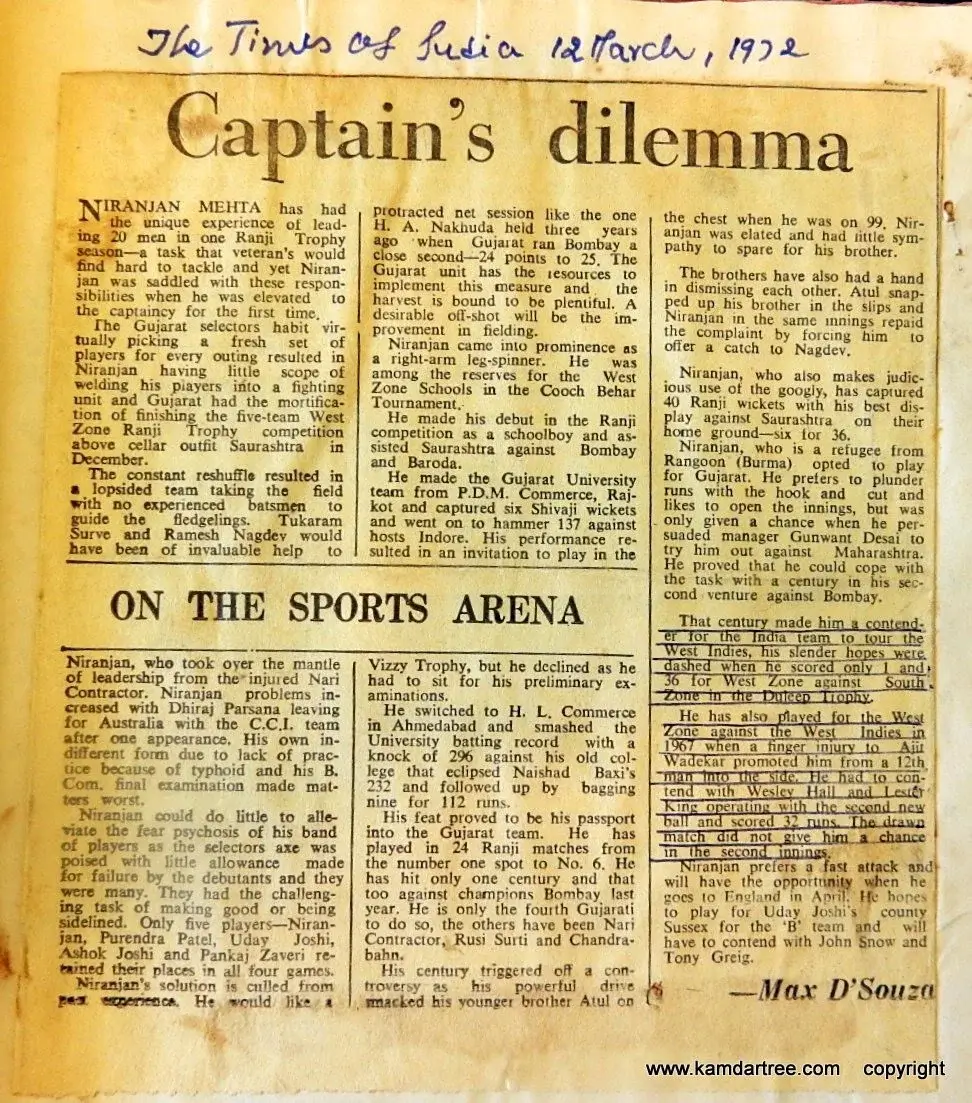 The Times of India 12 March, 1972
Captain's dilemma
NIRANJAN MEHTA has had
the unique experience of lead-
ing 20 men in one Ranji Trophy
season—a task that veteran's would
find hard to tackle and yet Niran-
jan was saddled with these respon-
sibilities when he was elevated to
the captaincy for the first time.
The Gujarat selectors habit vir-
tually picking a fresh set of
players for every outing resulted in
Niranjan having little scope of
welding his players into a fighting
unit and Gujarat had the mortifica-
tion of finishing the five-team West
Zone Ranji Trophy competition
above cellar outfit Saurashtra in
December.
The constant reshuffle resulted in
a lopsided team taking the field
with no experienced batsmen to
guide the fledgelings. Tukaram
Surve and Ramesh Nagdev would
have been of invaluable help to
ON THE SPORTS ARENA
Niranjan, who took over the mantle
of leadership from the injured Nari
Contractor. Niranjan problems in-
creased with Dhiraj Parsana leaving
for Australia with the C.C.I. team
after one appearance. His own in-
different form due to lack of prac-
tice because of typhoid and his B.
Com. final examination made mat-
ters worst.
Niranjan could do little to alle-
viate the fear psychosis of his band
of players as the selectors axe was
poised with little allowance made
for failure by the debutants and they
were many. They had the challeng-
ing task of making good or being
sidelined. Only five players—Niran-
jan, Purendra Patel, Uday Joshi,
Ashok Joshi and Pankaj Zaveri re-
tained their places in all four games.
Niranjan's solution is culled from
past experience. He would like a
protracted net session like the one
H. A. Nakhuda held three years
ago when Gujarat ran Bombay a
close second—24 points to 25. The
Gujarat unit has the resources to
implement this measure and the
harvest is bound to be plentiful. A
desirable off-shot will be the im-
provement in fielding.
Niranjan came into prominence as
a right-arm leg-spinner. He was
among the reserves for the West
Zone Schools in the Cooch Behar
Tournament.
He made his debut in the Ranji
competition as a schoolboy and as-
sisted Saurashtra against Bombay
and Baroda.
He made the Gujarat University
team from P.D.M. Commerce, Raj-
kot and captured six Shivaji wickets
and went on to hammer 137 against
hosts Indore. His performance re-
sulted in an invitation to play in the
Vizzy Trophy, but he declined as he
had to sit for his preliminary ex-
aminations.
He switched to H. L. Commerce
in Ahmedabad and smashed the
University batting record with a
knock of 296 against his old col-
lege that eclipsed Naishad Baxi's
232 and followed up by bagging
nine for 112 runs.
His feat proved to be his passport
into the Gujarat team. He has
played in 24 Ranji matches from
the number one spot to No. 6. He
has hit only one century and that
too against champions Bombay last
year. He is only the fourth Gujarati
to do so, the others have been Nari
Contractor, Rusi Surti and Chandra-
bahn.
His century triggered off a con-
troversy as his powerful drive
smacked his younger brother Atul on
the chest when he was on 99. Nir-
anjan was elated and had little sym-
pathy to spare for his brother.
The brothers have also had a hand
in dismissing each other. Atul snap-
ped up his brother in the slips and
Niranjan in the same innings repaid
the complaint by forcing him to
offer a catch to Nagdev.
Niranjan, who also makes judic-
ious use of the googly, has captured
40 Ranji wickets with his best dis-
play against Saurashtra on their
home ground—six for 36.
Niranjan, who is a refugee from
Rangoon (Burma) opted to play
for Gujarat. He prefers to plunder
runs with the hook and cut and
likes to open the innings, but was
only given a chance when he per-
suaded manager Gunwant Desai to
try him out against Maharashtra.
He proved that he could cope with
the task with a century in his sec-
cond venture against Bombay.
That century made him a contend-
er for the India team to tour the
West Indies, his slender hopes were
dashed when he scored only 1 and
36 for West Zone against South
Zone in the Duleep Trophy.
He has also played for the West
Zone against the West Indies in
1967 when a finger injury to Ajit
Wadekar promoted him from a 12th
man into the side. He had to con-
tend with Wesley Hall and Lester
King operating with the second new
ball and scored 32 runs. The drawn
match did not give him a chance
in the second innings.
Niranjan prefers a fast attack and
will have the opportunity when he
goes to England in April. He hopes
to play for Uday Joshi's county
Sussex for the 'B' team and will
have to contend with John Snow and
Tony Greig.
—Max D'Souza
www.kamdartree.com copyright